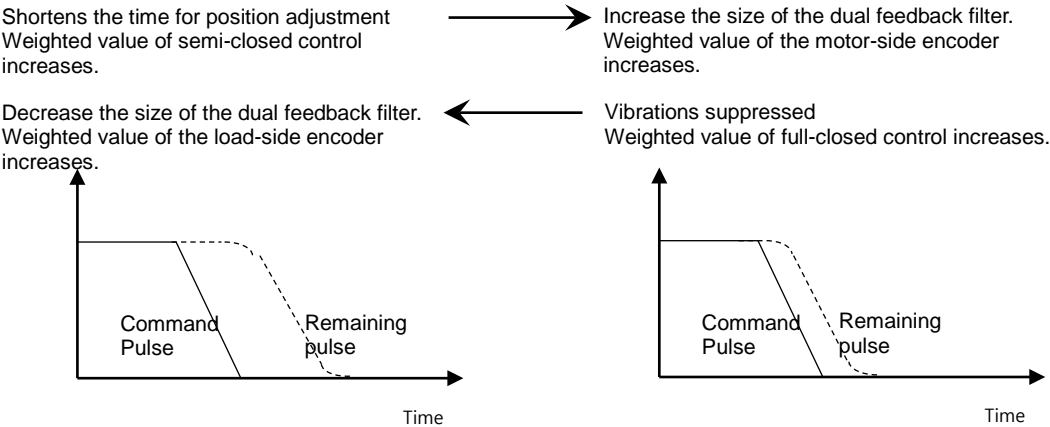 Shortens the time for position adjustment
Weighted value of semi-closed control
increases.
Increase the size of the dual feedback filter.
Weighted value of the motor-side encoder
increases.
Decrease the size of the dual feedback filter.
Weighted value of the load-side encoder
increases.
Vibrations suppressed
Weighted value of full-closed control increases.
Command
Pulse
Remaining
pulse
Time
Command
Pulse
Remaining
pulse
Time